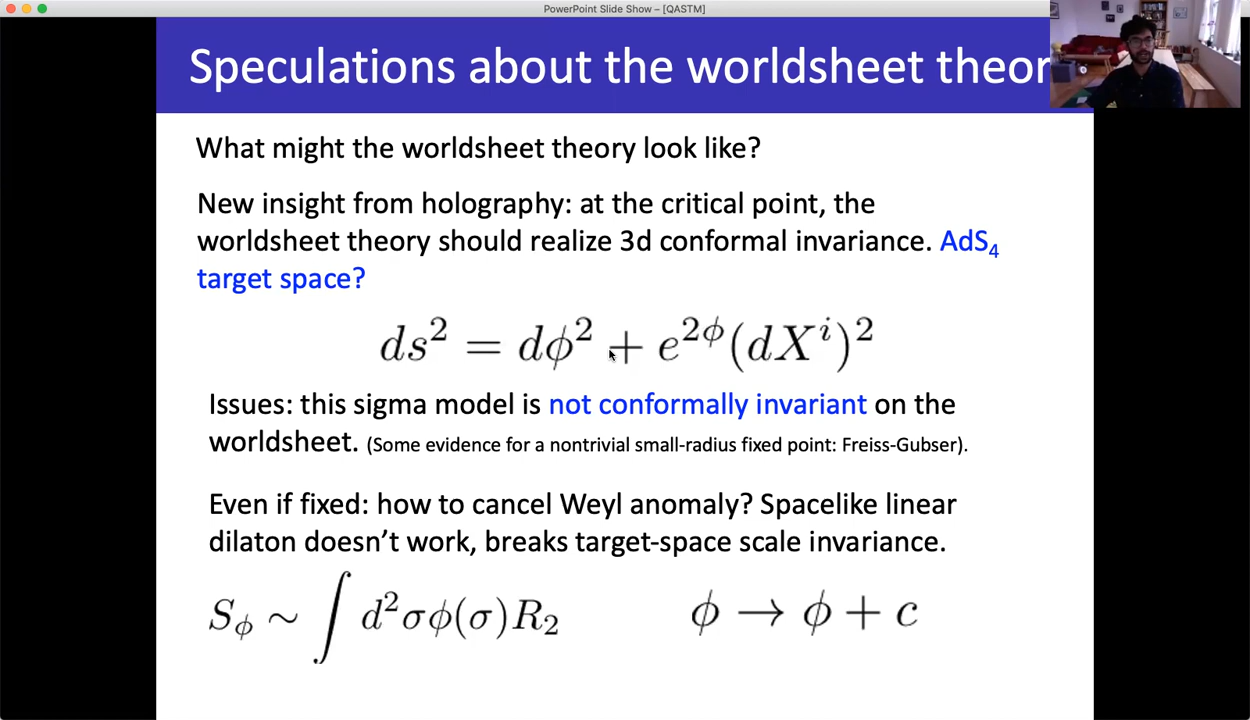 PowerPoint Slide Show – [QASTM]
Speculations about the worldsheet theor
What might the worldsheet theory look like?
New insight from holography: at the critical point, the
worldsheet theory should realize 3d conformal invariance. AdS₄
target space?
ds² = dϕ² + e²ᵠ(dXⁱ)²
Issues: this sigma model is not conformally invariant on the
worldsheet. (Some evidence for a nontrivial small-radius fixed point: Freiss-Gubser).
Even if fixed: how to cancel Weyl anomaly? Spacelike linear
dilaton doesn’t work, breaks target-space scale invariance.
S_ϕ ∼ ∫ d²σϕ(σ)R₂ ϕ → ϕ + c